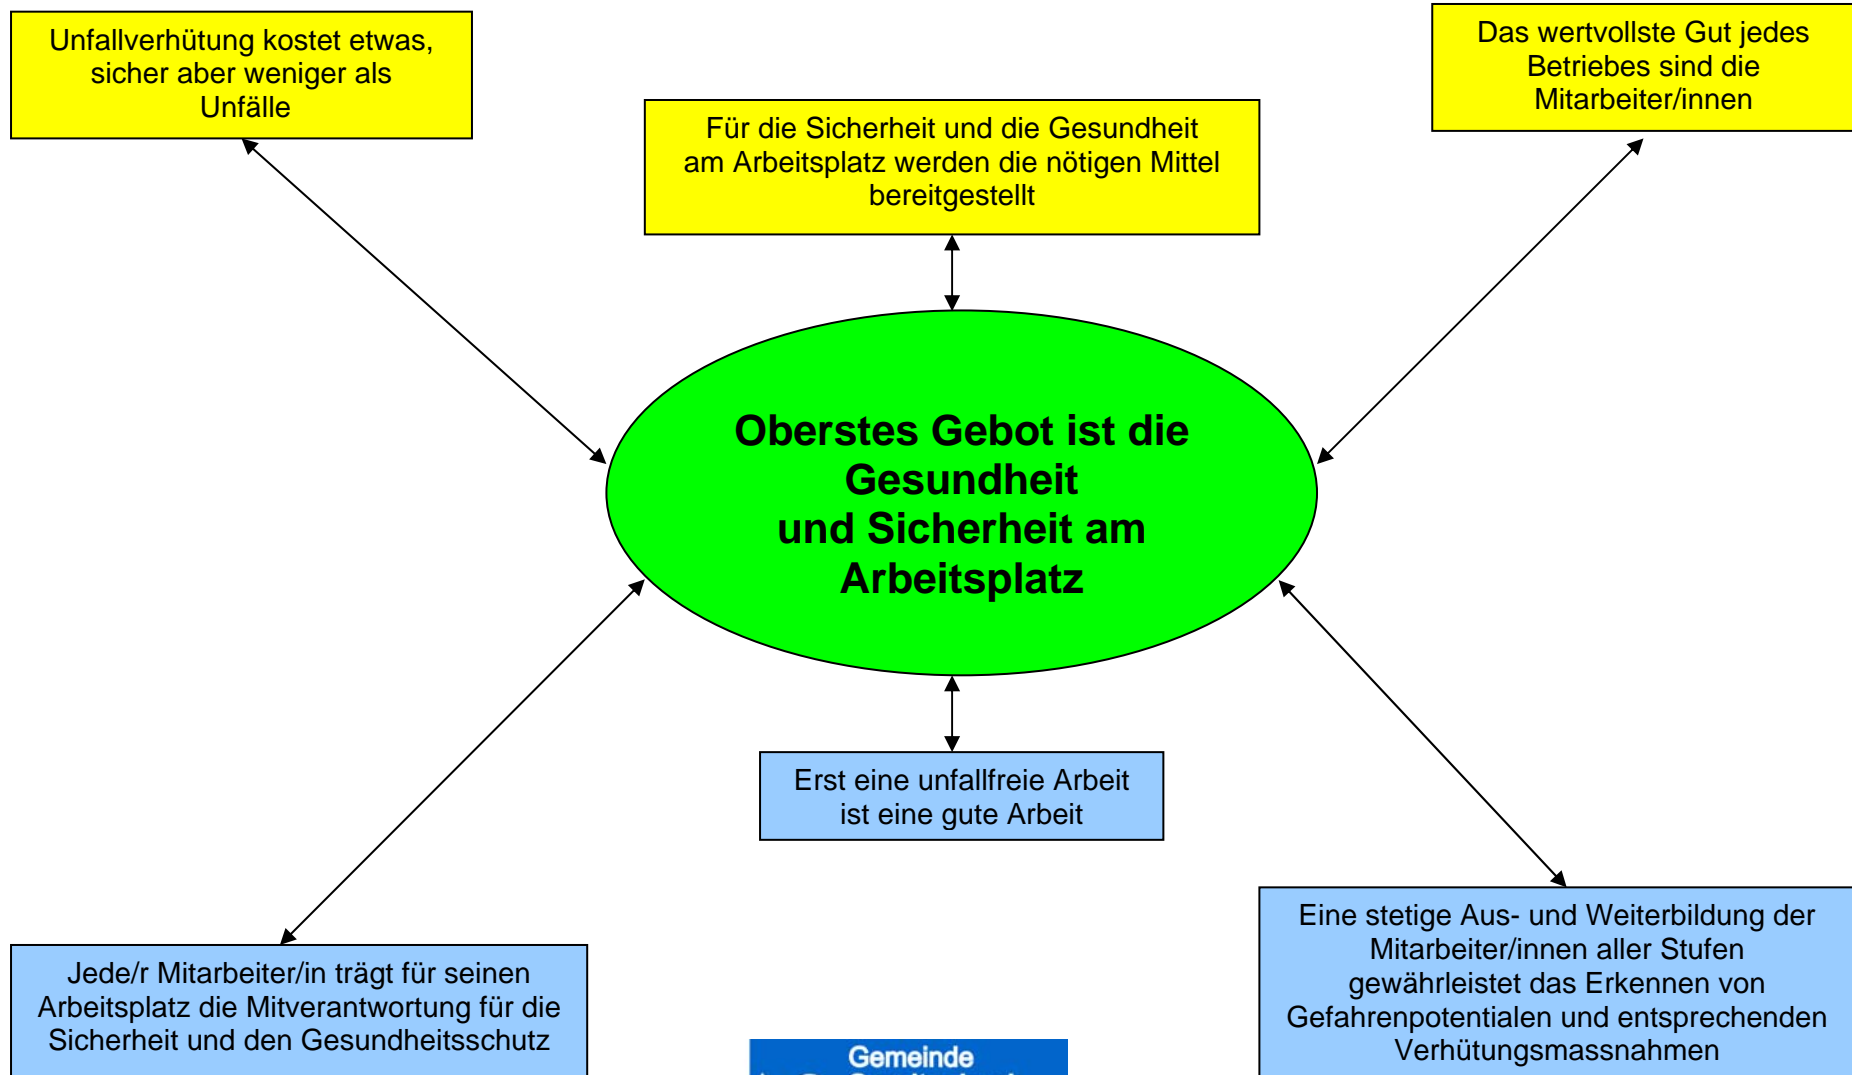 Unfallverhütung kostet etwas,
sicher aber weniger als
Unfälle
Für die Sicherheit und die Gesundheit
am Arbeitsplatz werden die nötigen Mittel
bereitgestellt
Das wertvollste Gut jedes
Betriebes sind die
Mitarbeiter/innen
Oberstes Gebot ist die
Gesundheit
und Sicherheit am
Arbeitsplatz
Erst eine unfallfreie Arbeit
ist eine gute Arbeit
Jede/r Mitarbeiter/in trägt für seinen
Arbeitsplatz die Mitverantwortung für die
Sicherheit und den Gesundheitsschutz
Eine stetige Aus- und Weiterbildung der
Mitarbeiter/innen aller Stufen
gewährleistet das Erkennen von
Gefahrenpotentialen und entsprechenden
Verhütungsmassnahmen
Gemeinde